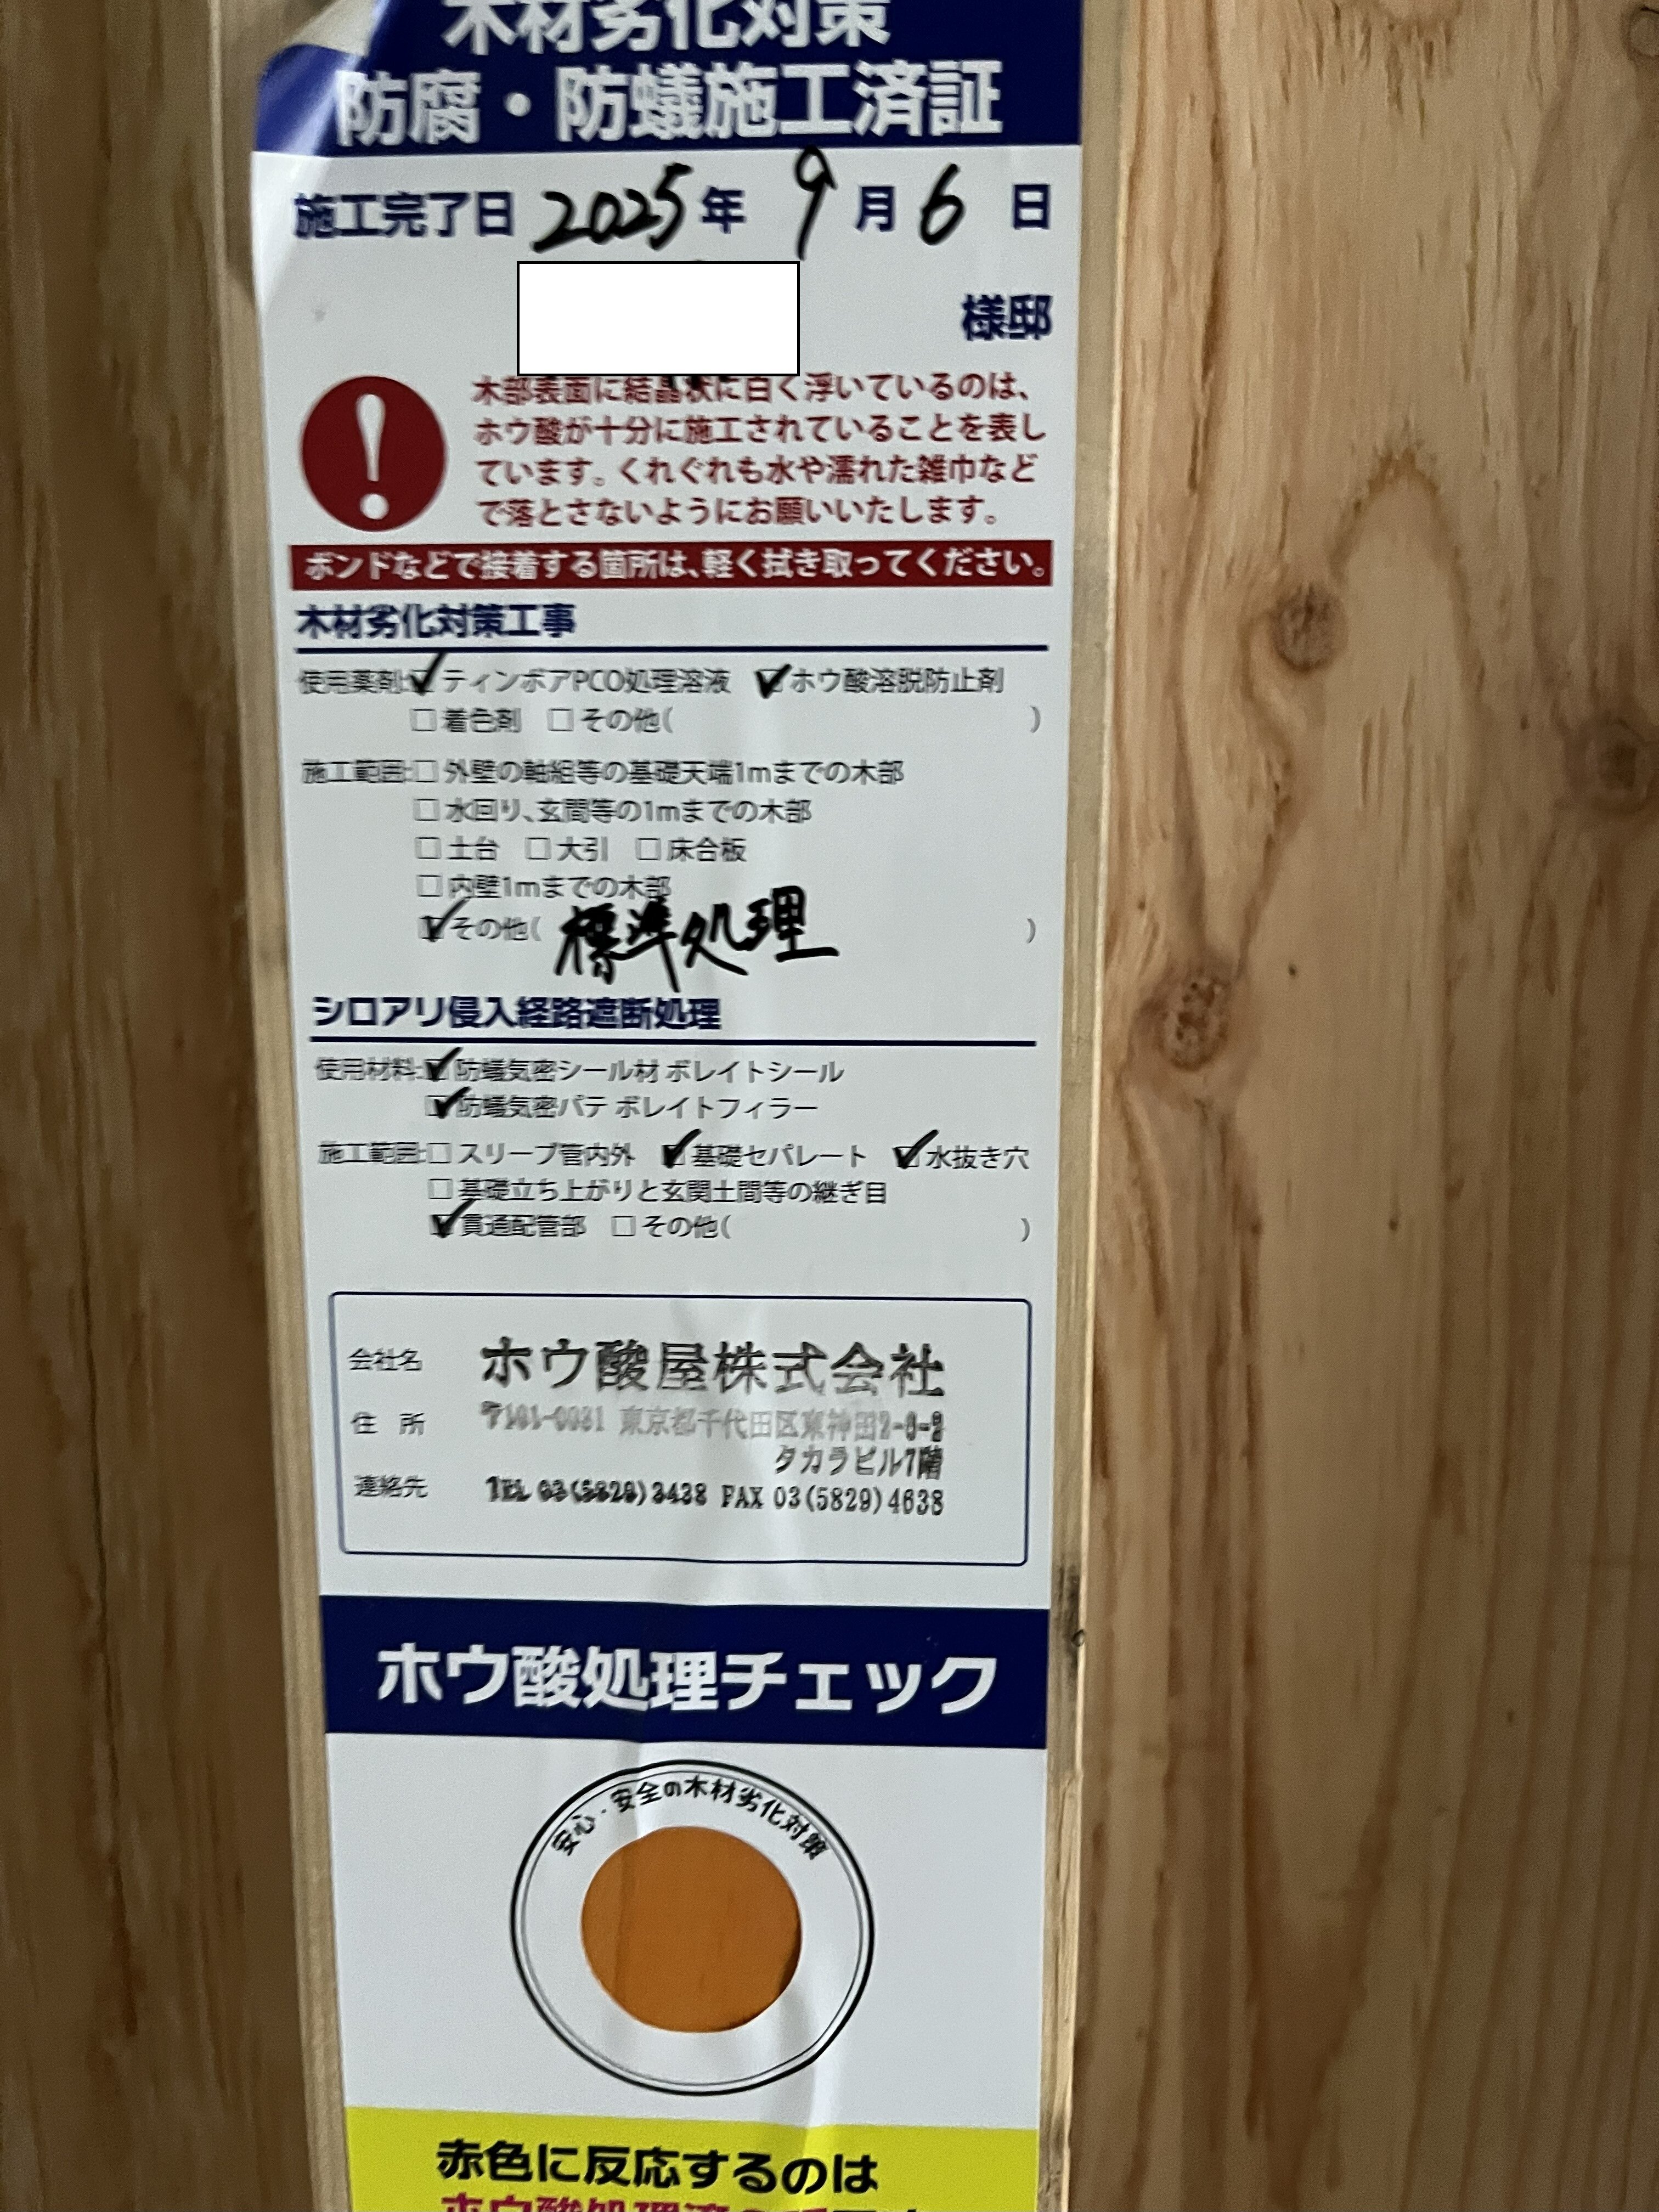 木材劣化対策
防腐・防蟻施工済証
施工完了日 2025年 9月6日
様邸
木部表面に結晶状に白く浮いているのは、
ホウ酸が十分に施工されていることを表し
ています。くれぐれも水や濡れた雑巾など
で落とさないようにお願いいたします。
ボンドなどで接着する箇所は、軽く拭き取ってください。
木材劣化対策工事
使用薬剤:☑ティンボアPCO処理溶液 ☑ホウ酸溶脱防止剤
□着色剤 □その他( )
施工範囲:□外壁の軸組等の基礎天端1mまでの木部
□水回り、玄関等の1mまでの木部
□土台 □大引 □床合板
□内壁1mまでの木部
☑その他( 標準処理 )
シロアリ侵入経路遮断処理
使用材料:☑防蟻気密シール材 ボレイトシール
☑防蟻気密パテ ボレイトフィラー
施工範囲:□スリーブ管内外 ☑基礎セパレート ☑水抜き穴
□基礎立ち上がりと玄関土間等の継ぎ目
☑貫通配管部 □その他( )
会社名 ホウ酸屋株式会社
住所 〒101-0031 東京都千代田区東神田
タカラビル7階
連絡先 TEL 03(5829)3438 FAX 03(5829)4638
ホウ酸処理チェック
安心・安全の木材劣化対策
赤色に反応するのは